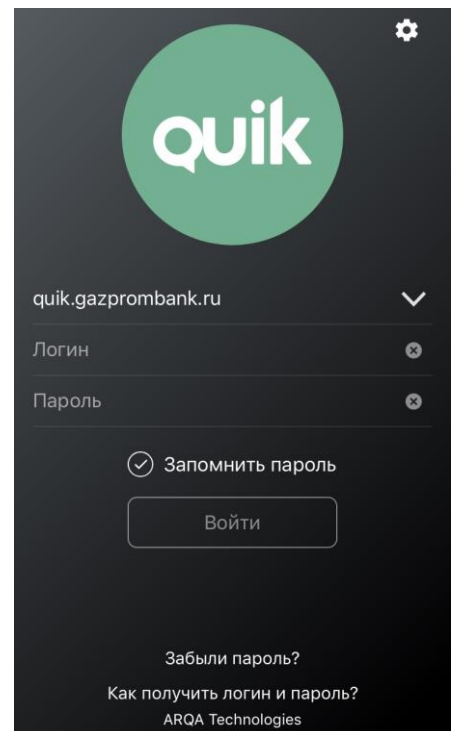 quik
quik.gazprombank.ru
Логин
Пароль
Запомнить пароль
Войти
Забыли пароль?
Как получить логин и пароль?
ARQA Technologies